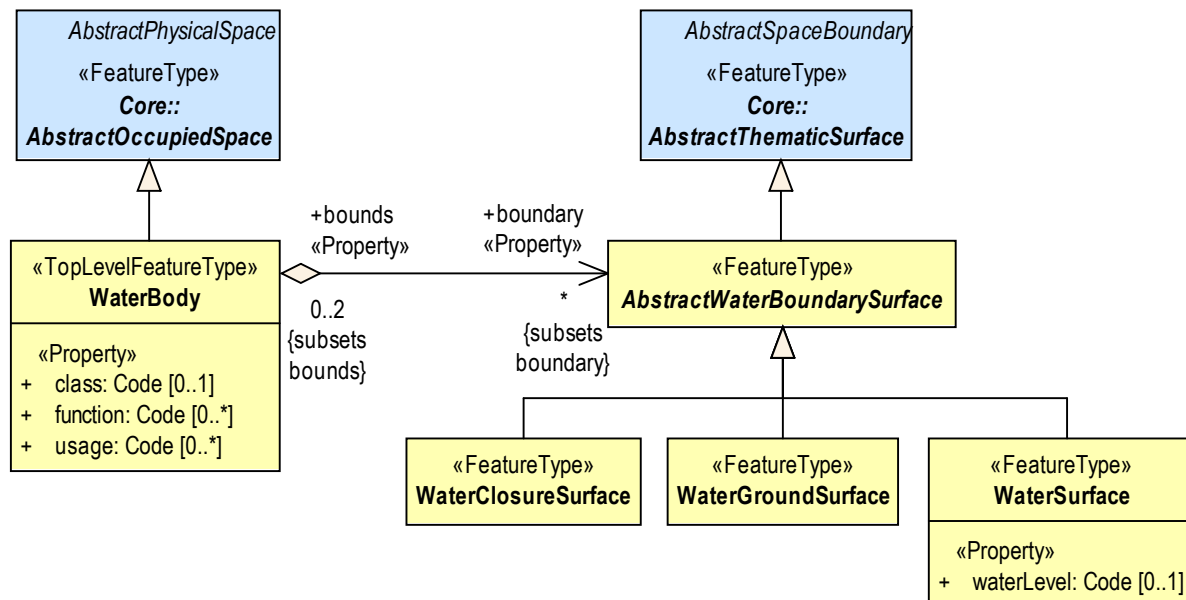 AbstractPhysicalSpace
«FeatureType»
Core::
AbstractOccupiedSpace
AbstractSpaceBoundary
«FeatureType»
Core::
AbstractThematicSurface
+bounds
«Property»
+boundary
«Property»
0..2
{subsets
bounds}
*
{subsets
boundary}
«TopLevelFeatureType»
WaterBody
«Property»
+ class: Code [0..1]
+ function: Code [0..*]
+ usage: Code [0..*]
«FeatureType»
AbstractWaterBoundarySurface
«FeatureType»
WaterClosureSurface
«FeatureType»
WaterGroundSurface
«FeatureType»
WaterSurface
«Property»
+ waterLevel: Code [0..1]